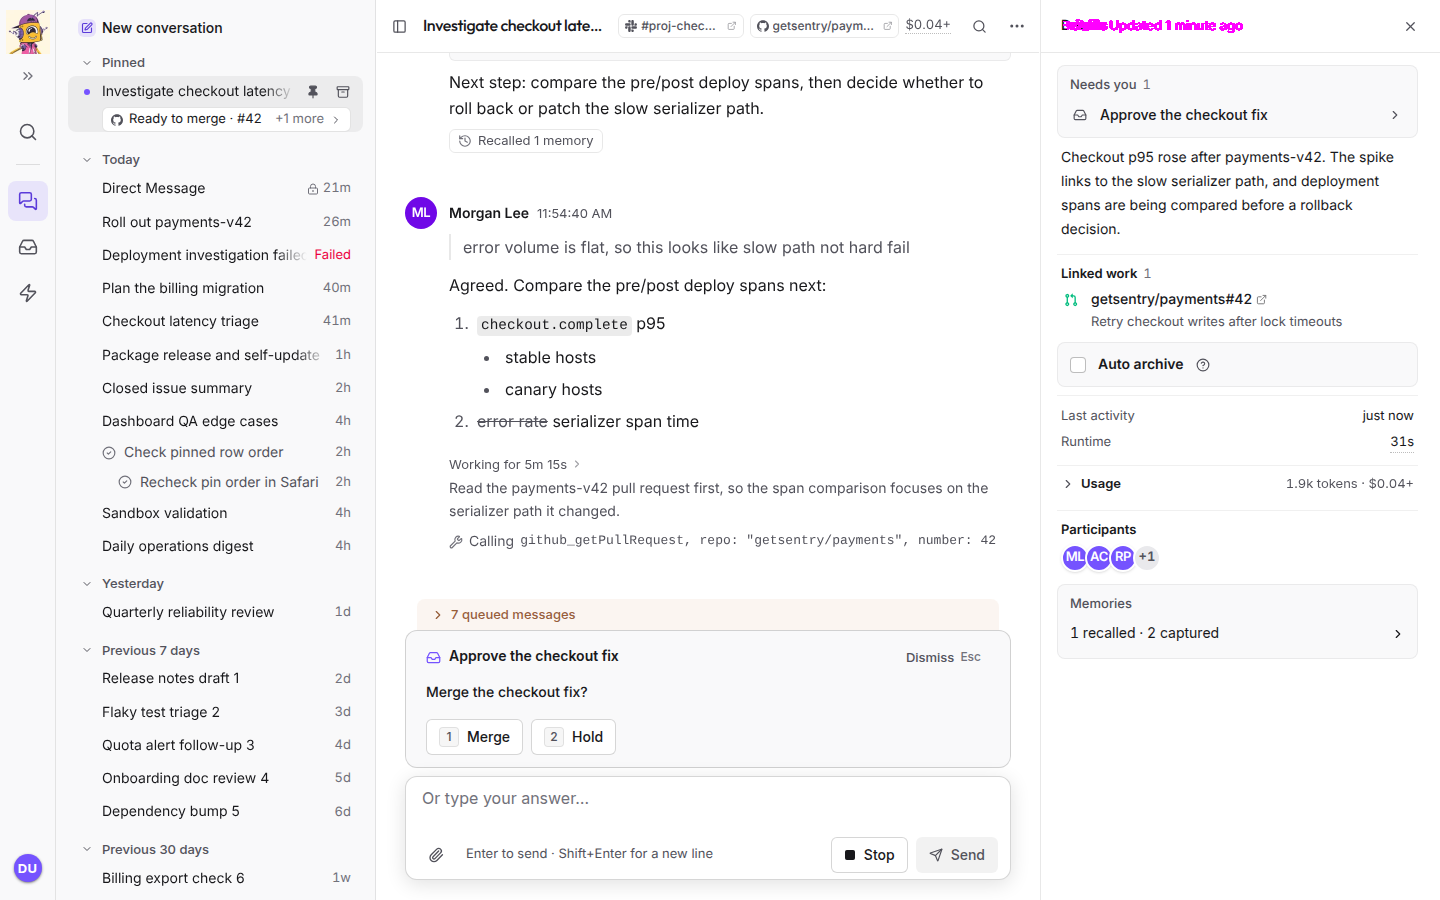 New conversation
Pinned
Investigate checkout latency
Ready to merge · #42 +1 more
Today
Direct Message 21m
Roll out payments-v42 26m
Deployment investigation failed Failed
Plan the billing migration 40m
Checkout latency triage 41m
Package release and self-update 1h
Closed issue summary 2h
Dashboard QA edge cases 4h
Check pinned row order 2h
Recheck pin order in Safari 2h
Sandbox validation 4h
Daily operations digest 4h
Yesterday
Quarterly reliability review 1d
Previous 7 days
Release notes draft 1 2d
Flaky test triage 2 3d
Quota alert follow-up 3 4d
Onboarding doc review 4 5d
Dependency bump 5 6d
Previous 30 days
Billing export check 6 1w
DU
Investigate checkout late... #proj-chec... getsentry/paym... $0.04+
Next step: compare the pre/post deploy spans, then decide whether to
roll back or patch the slow serializer path.
Recalled 1 memory
ML Morgan Lee 11:54:40 AM
error volume is flat, so this looks like slow path not hard fail
Agreed. Compare the pre/post deploy spans next:
1. checkout.complete p95
• stable hosts
• canary hosts
2. error rate serializer span time
Working for 5m 15s
Read the payments-v42 pull request first, so the span comparison focuses on the
serializer path it changed.
Calling github_getPullRequest, repo: "getsentry/payments", number: 42
7 queued messages
Approve the checkout fix Dismiss Esc
Merge the checkout fix?
1 Merge 2 Hold
Or type your answer...
Enter to send · Shift+Enter for a new line Stop Send
Updated 1 minute ago
Needs you 1
Approve the checkout fix
Checkout p95 rose after payments-v42. The spike
links to the slow serializer path, and deployment
spans are being compared before a rollback
decision.
Linked work 1
getsentry/payments#42
Retry checkout writes after lock timeouts
Auto archive
Last activity just now
Runtime 31s
Usage 1.9k tokens · $0.04+
Participants
ML AC RP +1
Memories
1 recalled · 2 captured